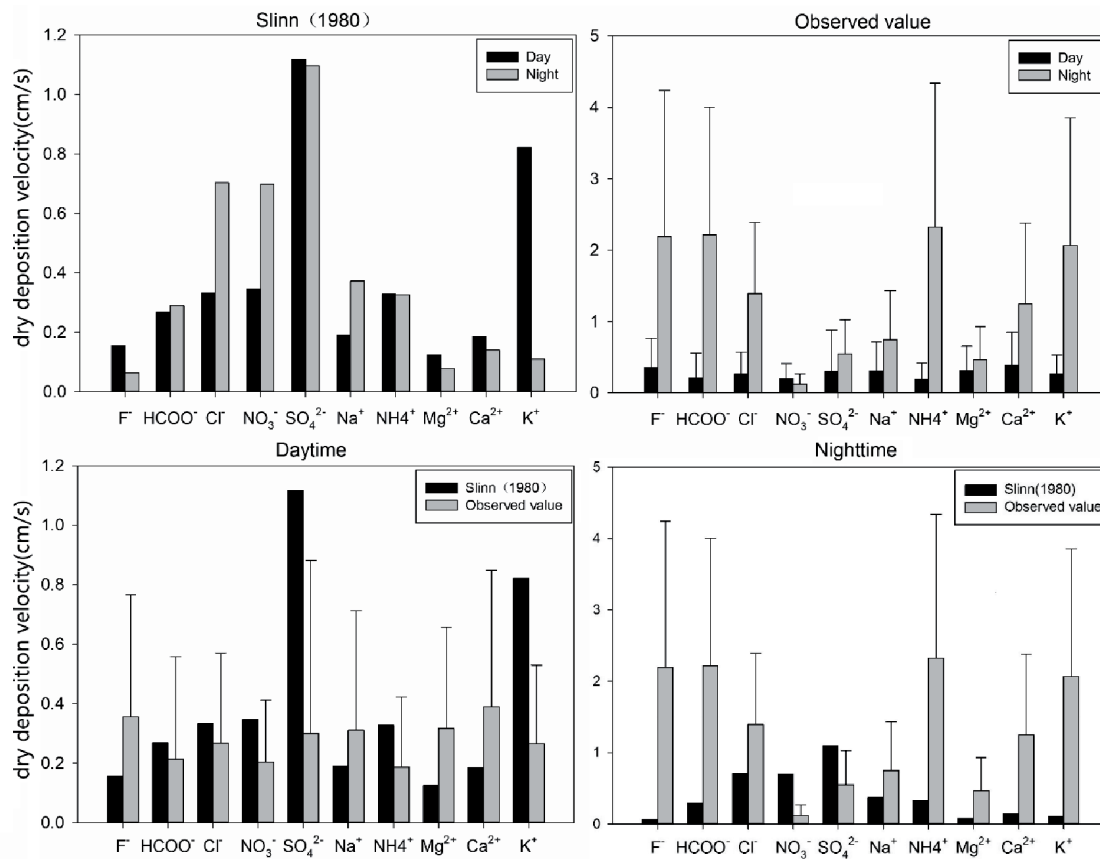 Slinn（1980）
dry deposition velocity(cm/s)
1.2
1.0
0.8
0.6
0.4
0.2
0.0
Day
Night
F⁻ HCOO⁻ Cl⁻ NO₃⁻ SO₄²⁻ Na⁺ NH4⁺ Mg²⁺ Ca²⁺ K⁺
Observed value
5
4
3
2
1
0
Day
Night
F⁻ HCOO⁻ Cl⁻ NO₃⁻ SO₄²⁻ Na⁺ NH4⁺ Mg²⁺ Ca²⁺ K⁺
Daytime
dry deposition velocity(cm/s)
1.2
1.0
0.8
0.6
0.4
0.2
0.0
Slinn（1980）
Observed value
F⁻ HCOO⁻ Cl⁻ NO₃⁻ SO₄²⁻ Na⁺ NH4⁺ Mg²⁺ Ca²⁺ K⁺
Nighttime
5
4
3
2
1
0
Slinn(1980)
Observed value
F⁻ HCOO⁻ Cl⁻ NO₃⁻ SO₄²⁻ Na⁺ NH4⁺ Mg²⁺ Ca²⁺ K⁺